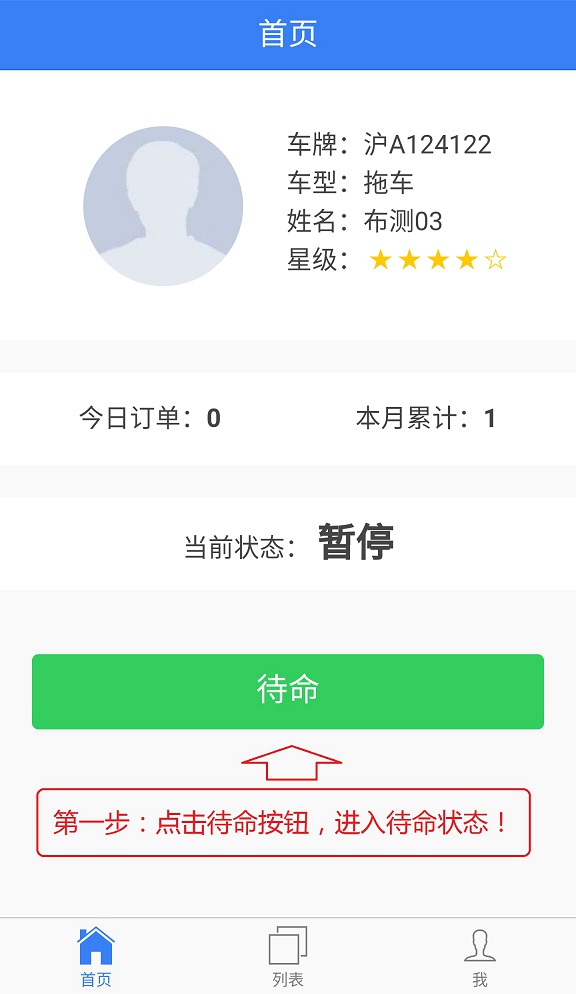 首页
车牌：沪A124122
车型：拖车
姓名：布测03
星级：★★★★☆
今日订单：0
本月累计：1
当前状态：暂停
待命
第一步：点击待命按钮，进入待命状态！
首页
列表
我